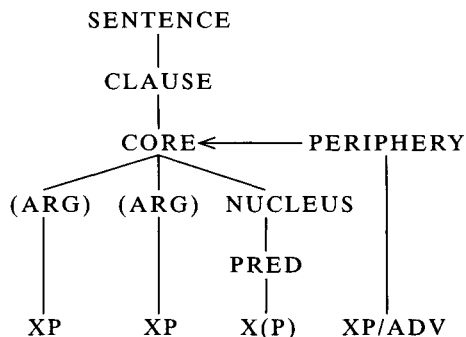 SENTENCE
CLAUSE
CORE PERIPHERY
(ARG) (ARG) NUCLEUS
PRED
XP XP X(P) XP/ADV